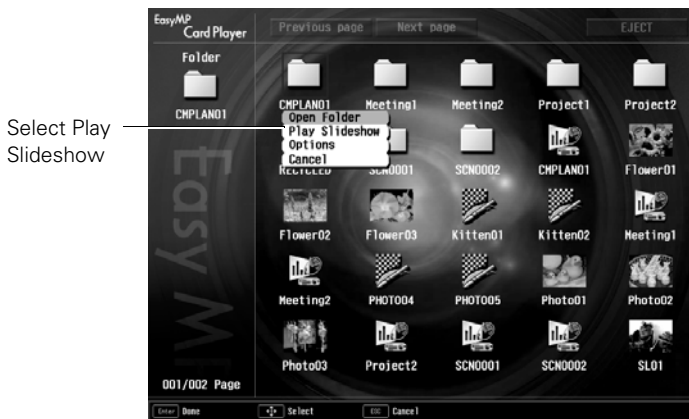 EasyMP
Card Player
Previous page Next page EJECT
Folder
CMPLAN01
Select Play
Slideshow
CMPLAN01 Meeting1 Meeting2 Project1 Project2
Open Folder
Play Slideshow
Options
Cancel
RECYCLED SCN0001 SCN0002 CMPLAN01 Flower01
Flower02 Flower03 Kitten01 Kitten02 Meeting1
Meeting2 PHOTO04 PHOTO05 Photo01 Photo02
Photo03 Project2 SCN0001 SCN0002 SL01
Easy M
001/002 Page
Enter Done Select ESC Cancel